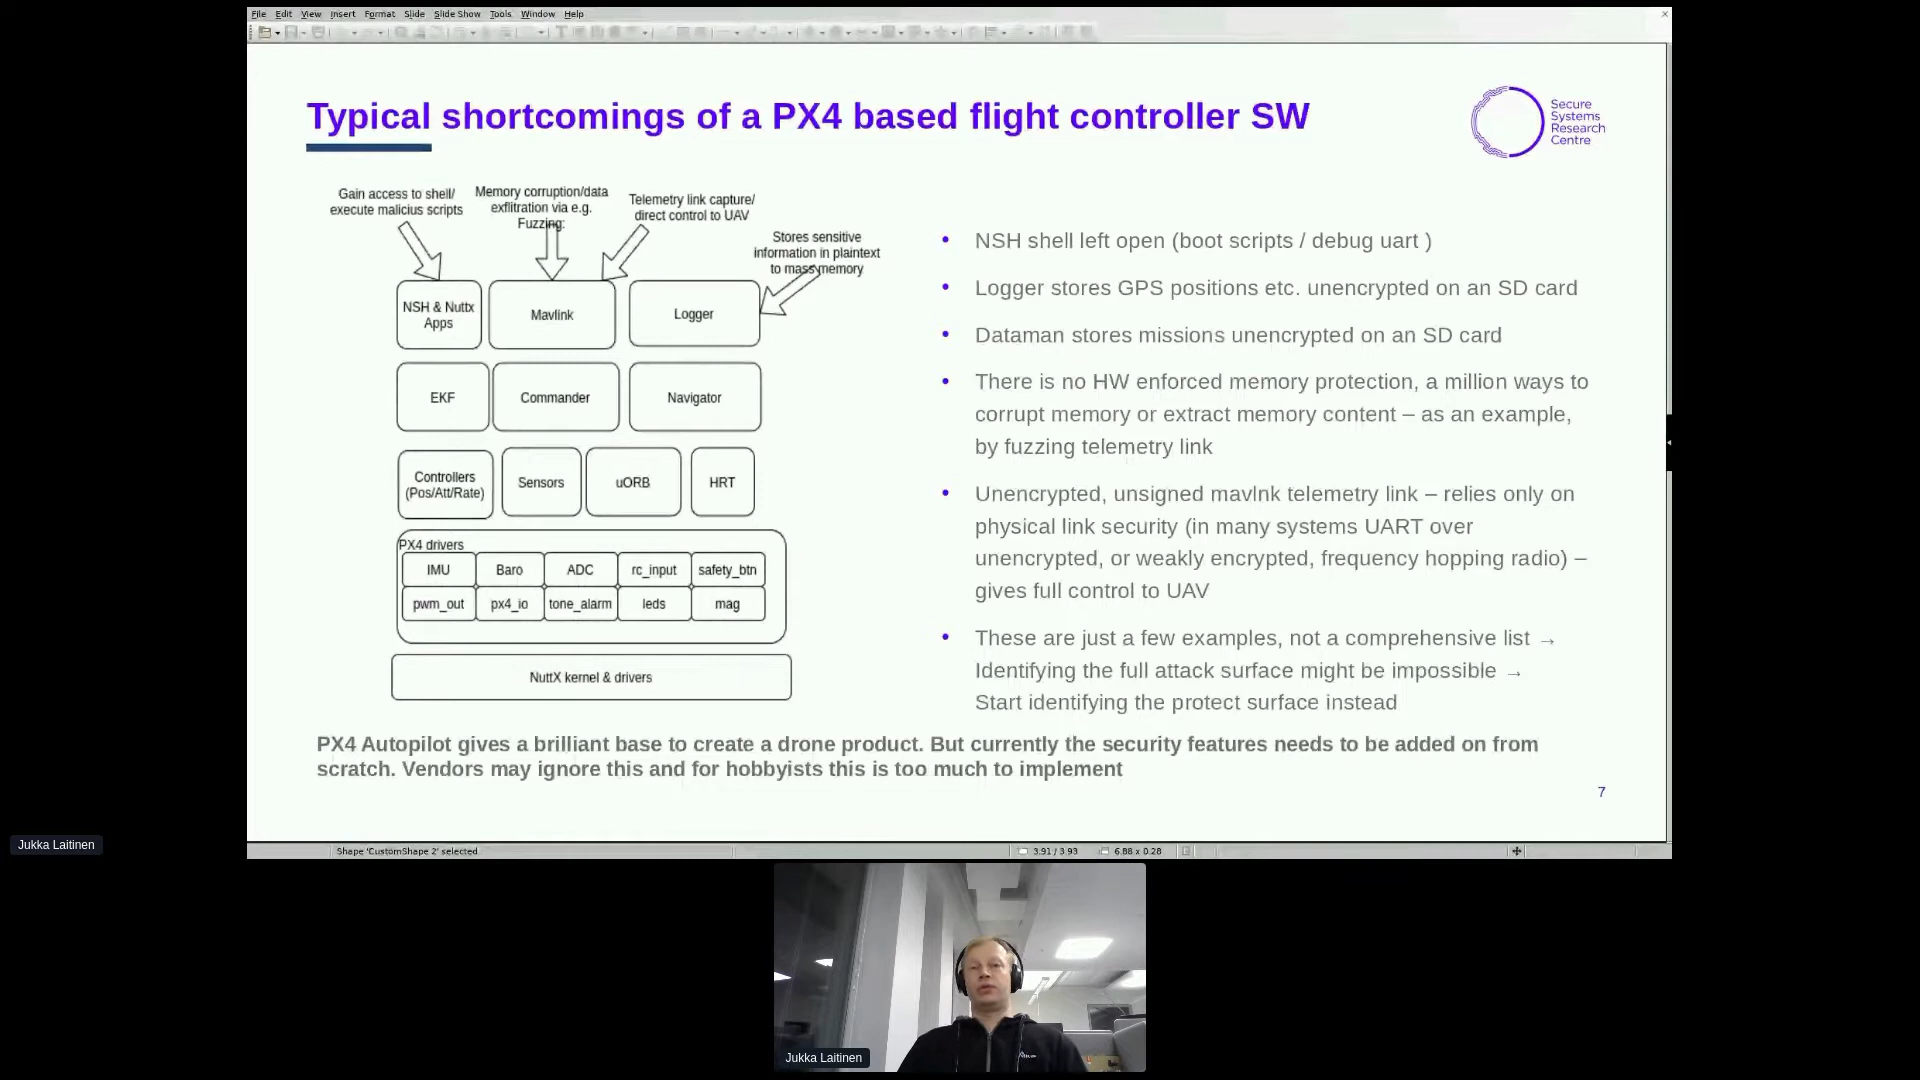 File Edit View Insert Format Slide Slide Show Tools Window Help
Typical shortcomings of a PX4 based flight controller SW
Secure
Systems
Research
Centre
Gain access to shell/
execute malicius scripts
Memory corruption/data
exflitration via e.g.
Fuzzing:
Telemetry link capture/
direct control to UAV
Stores sensitive
information in plaintext
to mass memory
NSH & Nuttx
Apps
Mavlink
Logger
EKF
Commander
Navigator
Controllers
(Pos/Att/Rate)
Sensors
uORB
HRT
PX4 drivers
IMU Baro ADC rc_input safety_btn
pwm_out px4_io tone_alarm leds mag
NuttX kernel & drivers
• NSH shell left open (boot scripts / debug uart )
• Logger stores GPS positions etc. unencrypted on an SD card
• Dataman stores missions unencrypted on an SD card
• There is no HW enforced memory protection, a million ways to
corrupt memory or extract memory content – as an example,
by fuzzing telemetry link
• Unencrypted, unsigned mavlnk telemetry link – relies only on
physical link security (in many systems UART over
unencrypted, or weakly encrypted, frequency hopping radio) –
gives full control to UAV
• These are just a few examples, not a comprehensive list →
Identifying the full attack surface might be impossible →
Start identifying the protect surface instead
PX4 Autopilot gives a brilliant base to create a drone product. But currently the security features needs to be added on from
scratch. Vendors may ignore this and for hobbyists this is too much to implement
7
Shape 'CustomShape 2' selected
3.91 / 3.93
6.88 x 0.28
Jukka Laitinen
Jukka Laitinen